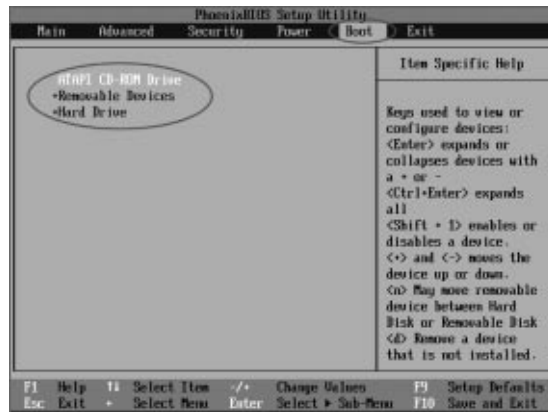 PhoenixBIOS Setup Utility
Main Advanced Security Power Boot Exit
ATAPI CD-ROM Drive
+Removable Devices
+Hard Drive
Item Specific Help
Keys used to view or
configure devices:
<Enter> expands or
collapses devices with
a + or -
<Ctrl+Enter> expands
all
<Shift + 1> enables or
disables a device.
<+> and <-> moves the
device up or down.
<n> May move removable
device between Hard
Disk or Removable Disk
<d> Remove a device
that is not installed.
F1 Help ↑↓ Select Item -/+ Change Values F9 Setup Defaults
Esc Exit Select Menu Enter Select ▶ Sub-Menu F10 Save and Exit